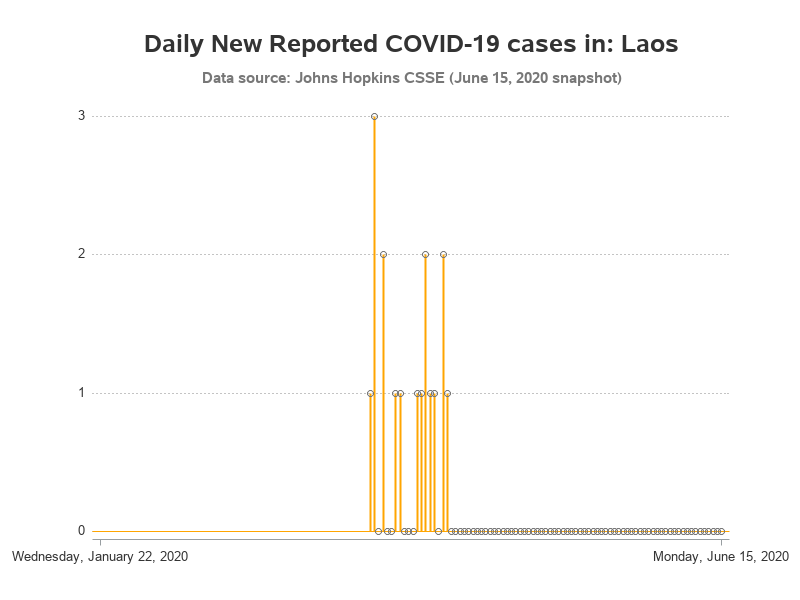 Daily New Reported COVID-19 cases in: Laos
Data source: Johns Hopkins CSSE (June 15, 2020 snapshot)
3
2
1
0
Wednesday, January 22, 2020
Monday, June 15, 2020